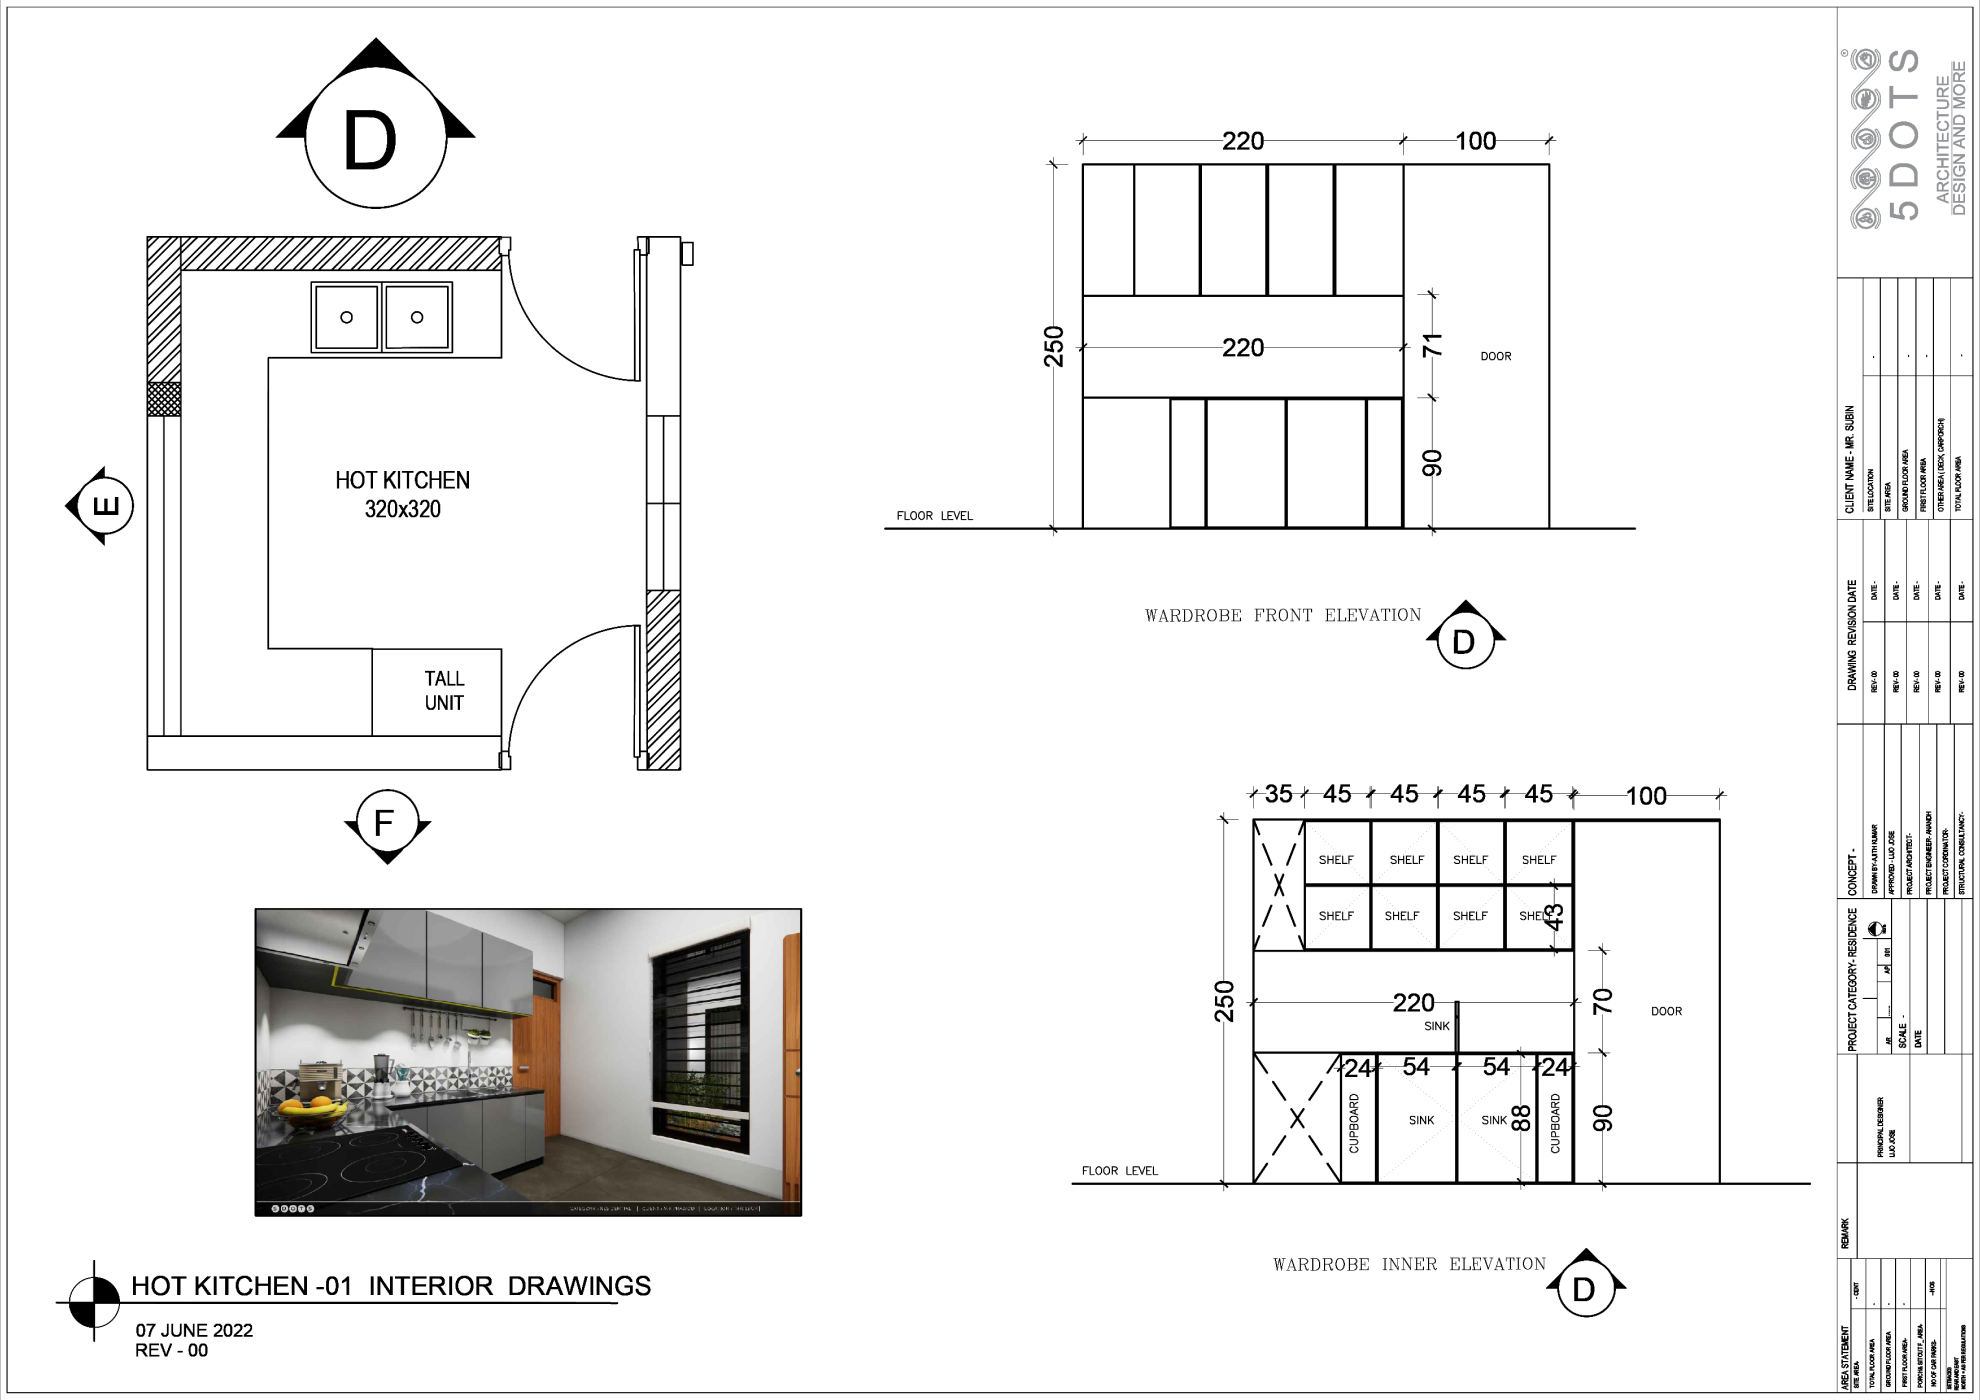 D
HOT KITCHEN
320x320
TALL
UNIT
E
F
220
100
250
220
71
90
DOOR
FLOOR LEVEL
WARDROBE FRONT ELEVATION
D
35 45 45 45 45 100
SHELF SHELF SHELF SHELF
SHELF SHELF SHELF SHELF
43
250
220
SINK
70
DOOR
24 54 54 24
CUPBOARD
SINK
SINK
88
CUPBOARD
90
FLOOR LEVEL
WARDROBE INNER ELEVATION
D
HOT KITCHEN -01 INTERIOR DRAWINGS
07 JUNE 2022
REV - 00
5DOTS
ARCHITECTURE
DESIGN AND MORE
CLIENT NAME - MR. SUBIN
SITE LOCATION -
SITE AREA
GROUND FLOOR AREA -
FIRST FLOOR AREA -
OTHER AREA ( DECK, CARPORCH)
TOTAL FLOOR AREA -
DRAWING REVISION DATE
REV- 00 DATE -
REV- 00 DATE -
REV- 00 DATE -
REV- 00 DATE -
REV- 00 DATE -
CONCEPT -
DRAWN BY-AJITH KUMAR
APPROVED - LIJO JOSE
PROJECT ARCHITECT-
PROJECT ENGINEER- ANANDH
PROJECT CORDINATOR-
STRUCTURAL CONSULTANCY-
PROJECT CATEGORY- RESIDENCE
AR AP 001
SCALE -
DATE
PRINCIPAL DESIGNER
LIJO JOSE
REMARK
AREA STATEMENT
SITE AREA- - CENT
TOTAL FLOOR AREA -
GROUND FLOOR AREA -
FIRST FLOOR AREA- -
NO OF CAR PARKS- --NOS